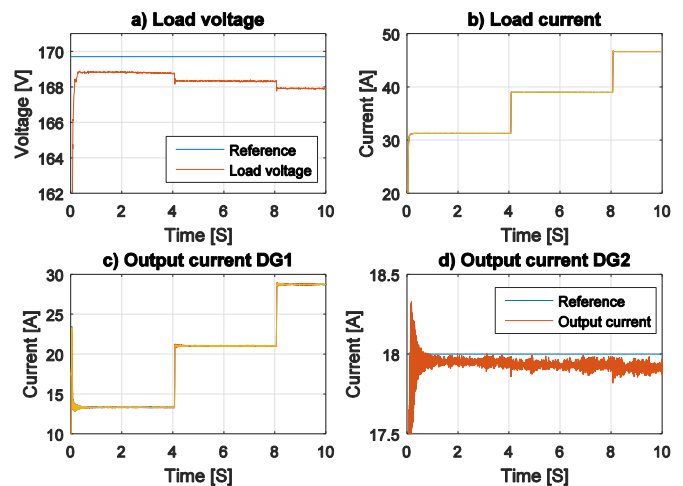 a) Load voltage
170
168
166
164
162
Voltage [V]
Reference
Load voltage
0 2 4 6 8 10
Time [S]
b) Load current
50
40
30
20
Current [A]
0 2 4 6 8 10
Time [S]
c) Output current DG1
30
25
20
15
10
Current [A]
0 2 4 6 8 10
Time [S]
d) Output current DG2
18.5
18
17.5
Current [A]
Reference
Output current
0 2 4 6 8 10
Time [S]